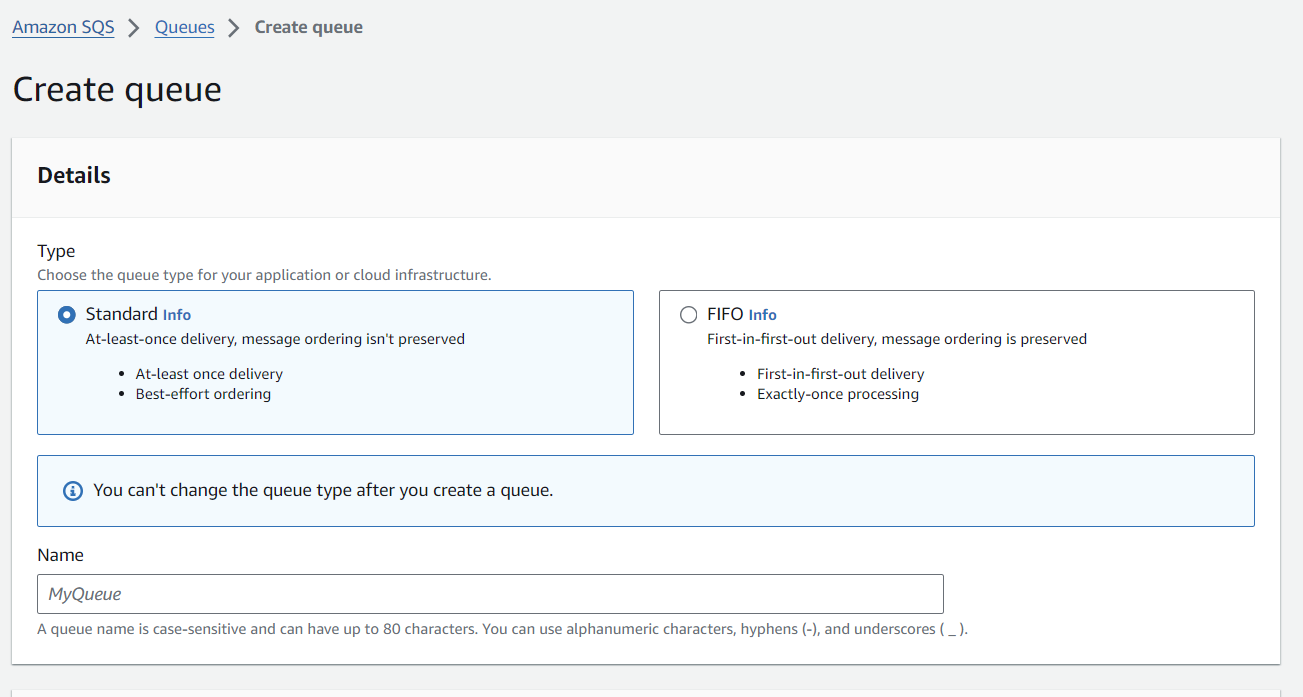 Amazon SQS > Queues > Create queue
Create queue
Details
Type
Choose the queue type for your application or cloud infrastructure.
Standard Info
At-least-once delivery, message ordering isn't preserved
• At-least once delivery
• Best-effort ordering
FIFO Info
First-in-first-out delivery, message ordering is preserved
• First-in-first-out delivery
• Exactly-once processing
You can't change the queue type after you create a queue.
Name
MyQueue
A queue name is case-sensitive and can have up to 80 characters. You can use alphanumeric characters, hyphens (-), and underscores ( _ ).